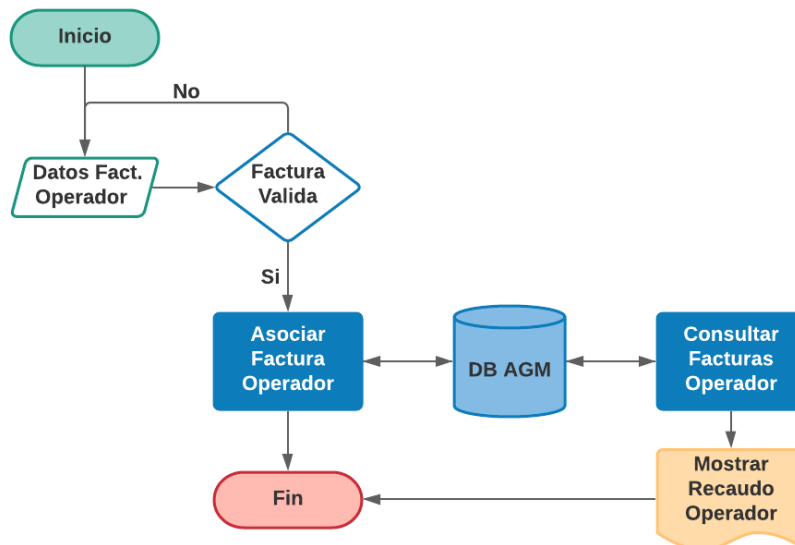 Inicio
No
Datos Fact.
Operador
Factura
Valida
Si
Asociar
Factura
Operador
DB AGM
Consultar
Facturas
Operador
Mostrar
Recaudo
Operador
Fin